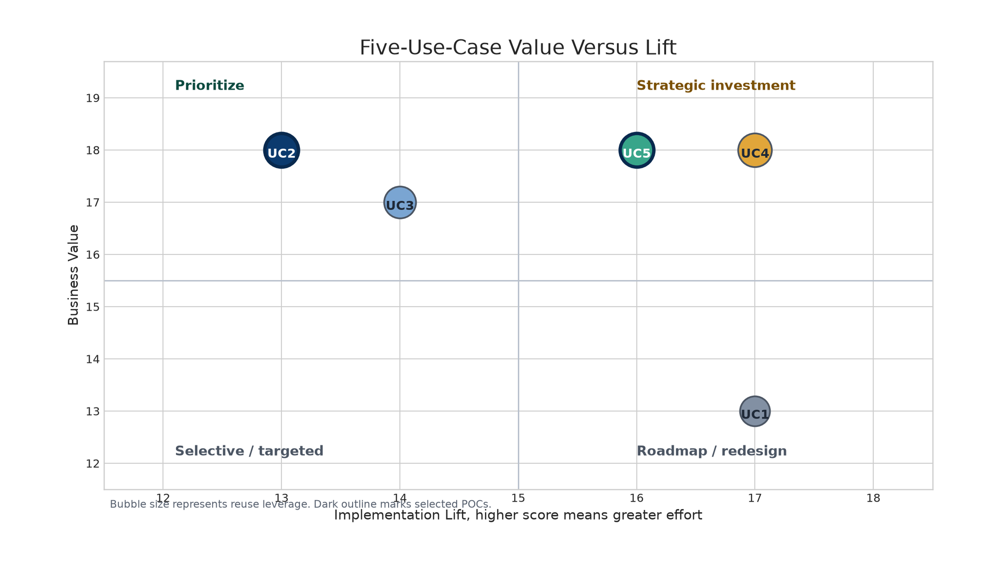 Five-Use-Case Value Versus Lift
Prioritize
Strategic investment
19
18
17
16
15
14
13
12
Business Value
UC2
UC5
UC4
UC3
UC1
Selective / targeted
Roadmap / redesign
12 13 14 15 16 17 18
Bubble size represents reuse leverage. Dark outline marks selected POCs.
Implementation Lift, higher score means greater effort